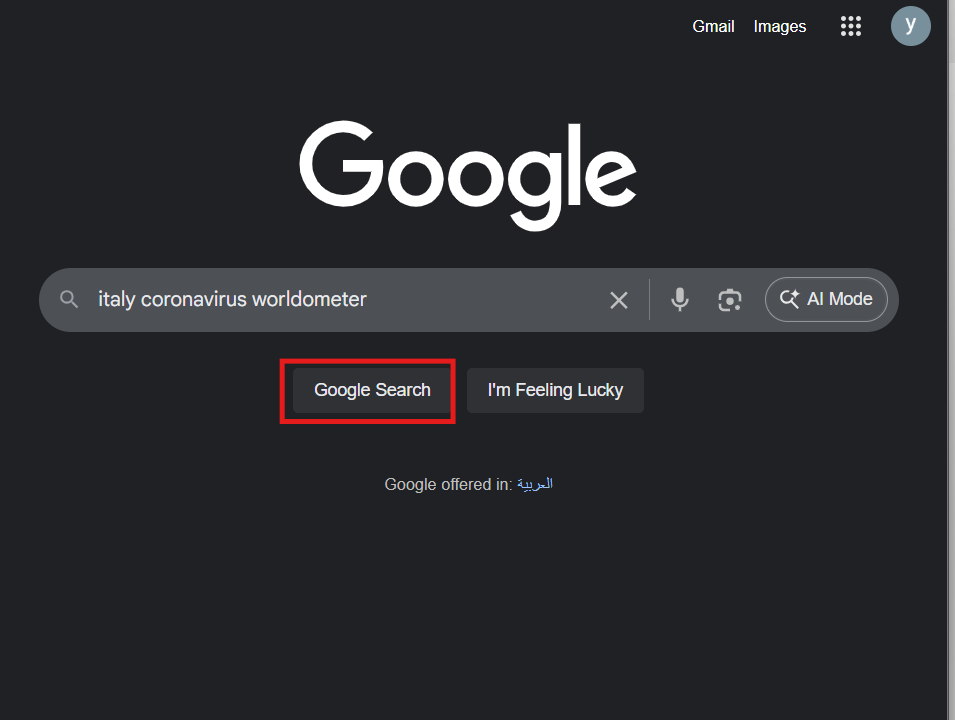 Gmail Images
y
Google
italy coronavirus worldometer
AI Mode
Google Search
I'm Feeling Lucky
Google offered in: العربية